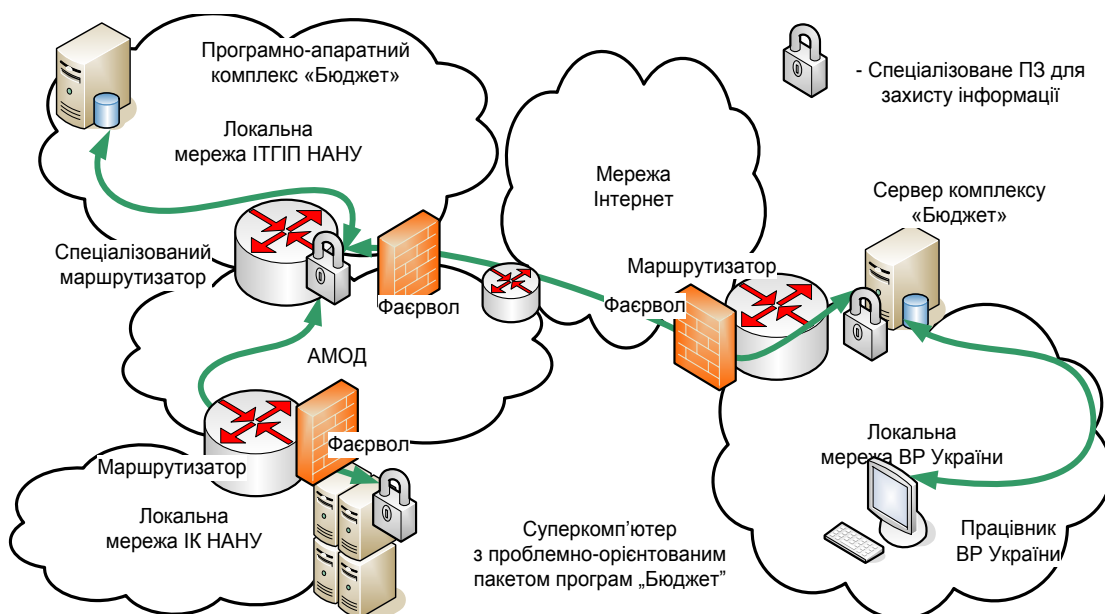 Програмно-апаратний
комплекс «Бюджет»
- Спеціалізоване ПЗ для
захисту інформації
Локальна
мережа ІТГІП НАНУ
Мережа
Інтернет
Сервер комплексу
«Бюджет»
Спеціалізований
маршрутизатор
Маршрутизатор
Фаєрвол
Фаєрвол
АМОД
Фаєрвол
Маршрутизатор
Локальна
мережа ВР України
Локальна
мережа ІК НАНУ
Суперкомп’ютер
з проблемно-орієнтованим
пакетом програм „Бюджет”
Працівник
ВР України